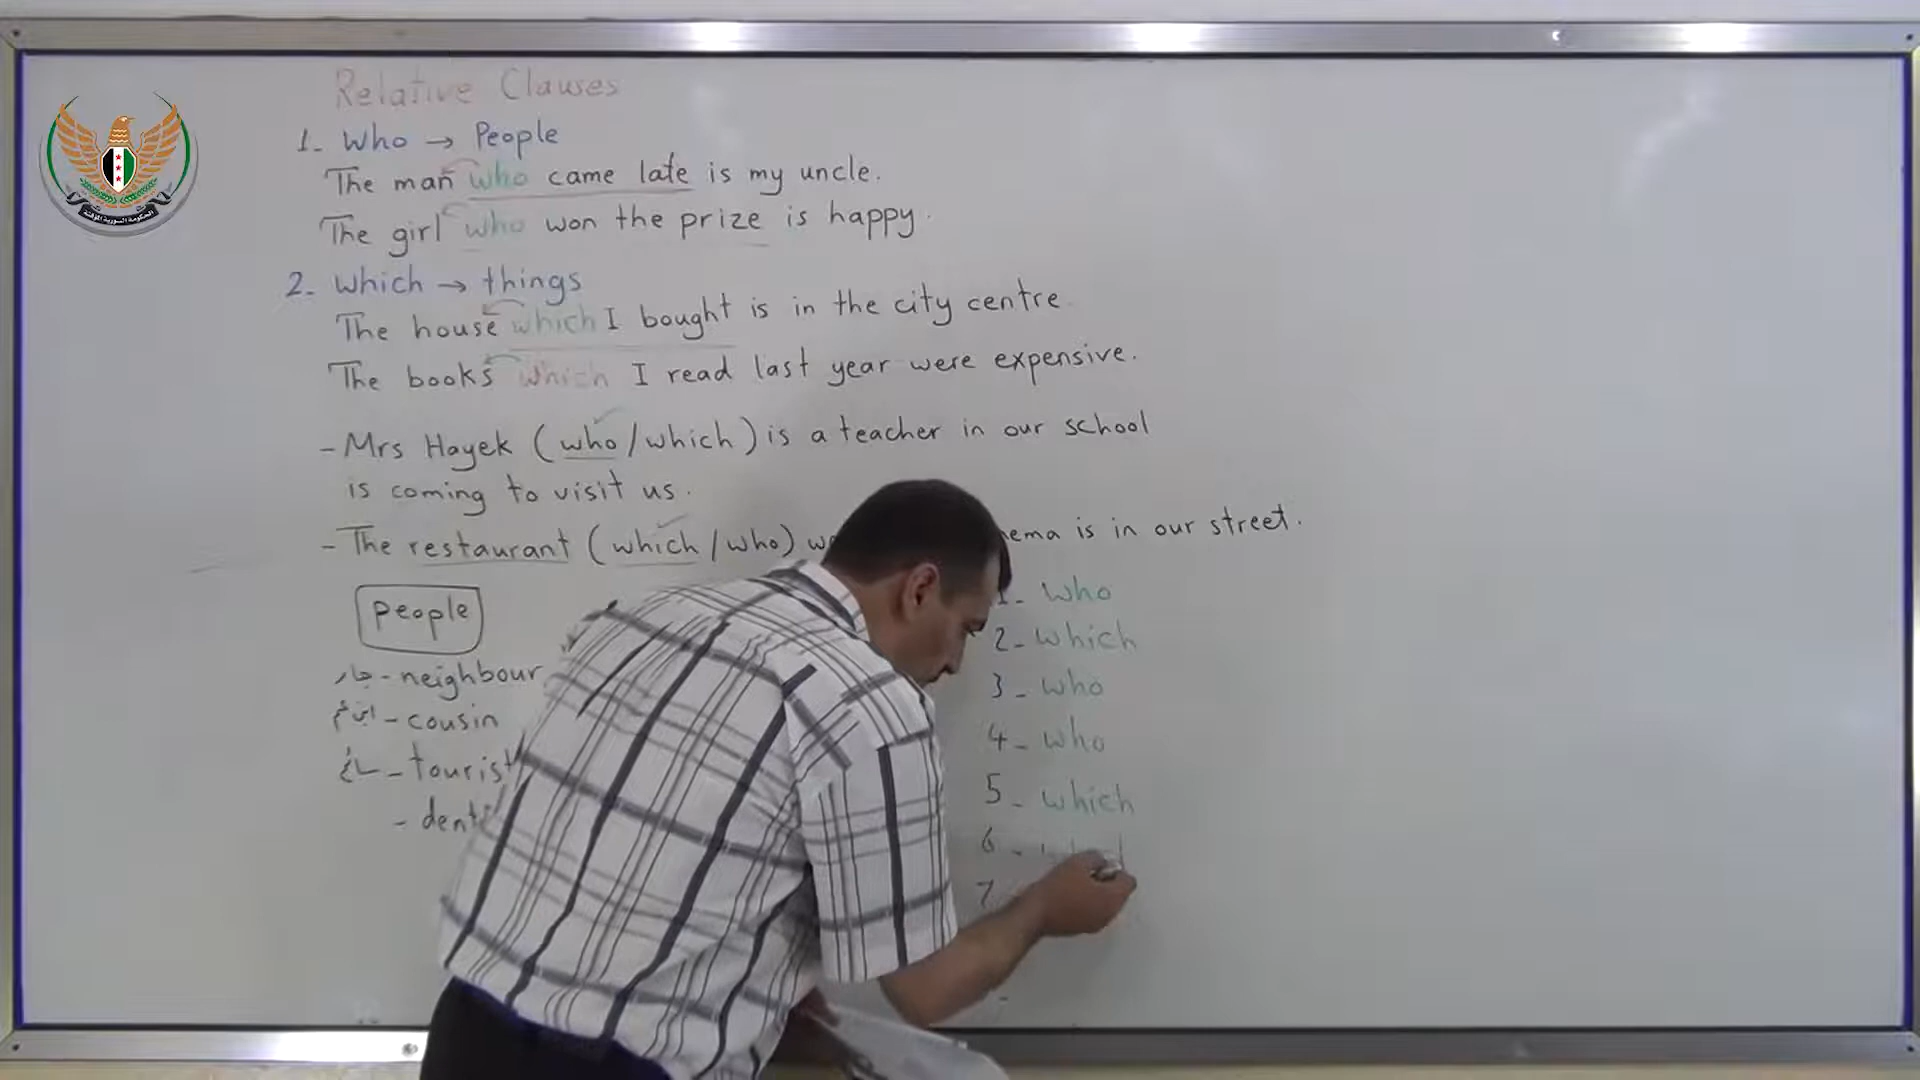 Relative Clauses
1- Who → People
The man who came late is my uncle.
The girl who won the prize is happy.
2- Which → things
The house which I bought is in the city centre.
The books which I read last year were expensive.
- Mrs Hayek (who/which) is a teacher in our school
is coming to visit us.
- The restaurant (which/who) is in our street.
people
جار - neighbour
ابن عم - cousin
سائح - tourist
1- who
2- which
3- who
4- who
5- which
6-
7
الحكومة السورية المؤقتة